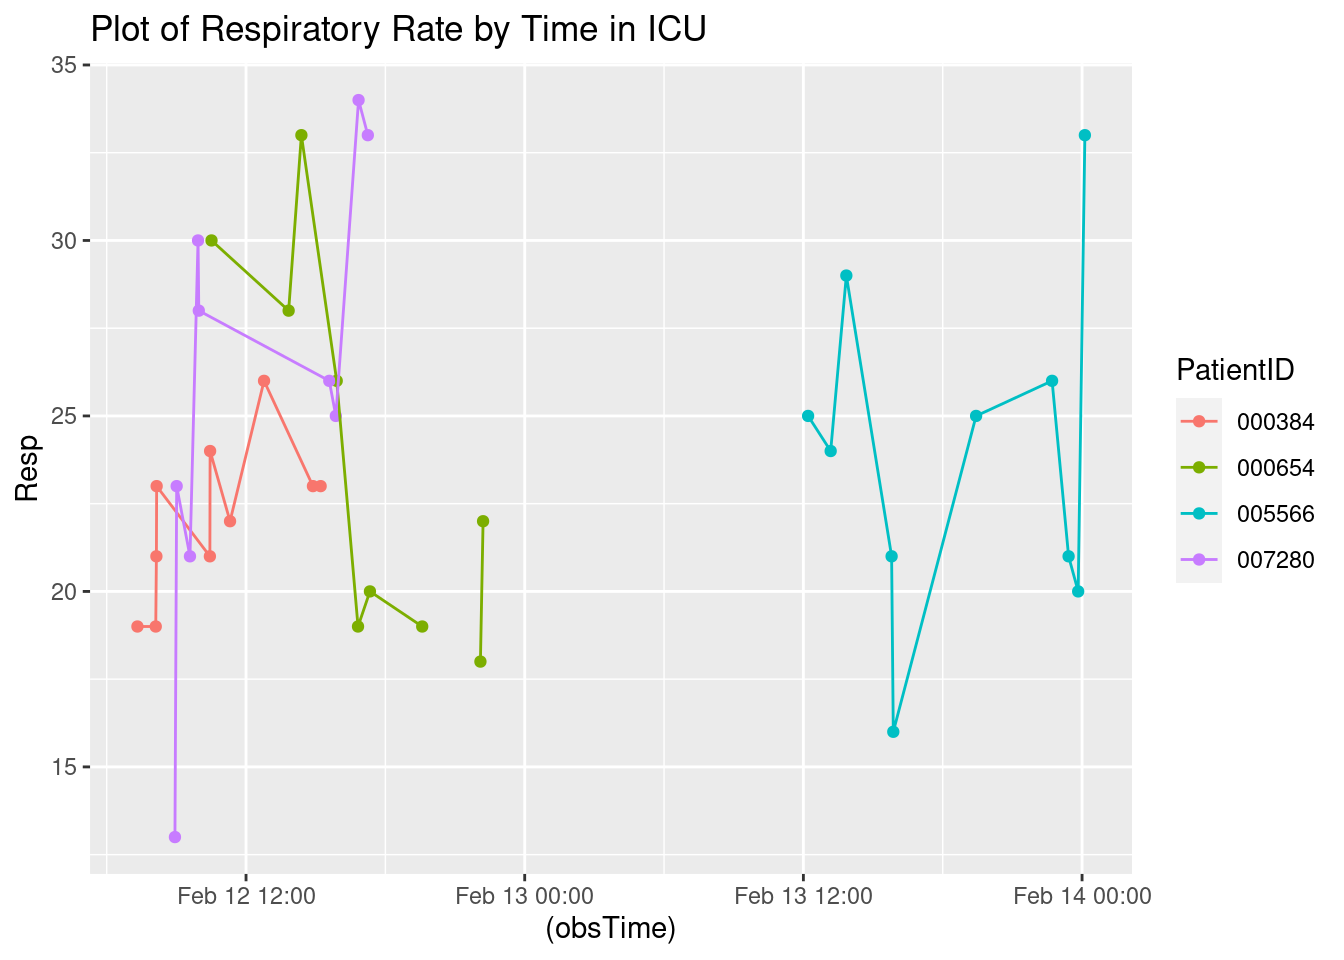 Plot of Respiratory Rate by Time in ICU
35
30
25
20
15
Resp
Feb 12 12:00
Feb 13 00:00
Feb 13 12:00
Feb 14 00:00
(obsTime)
PatientID
000384
000654
005566
007280